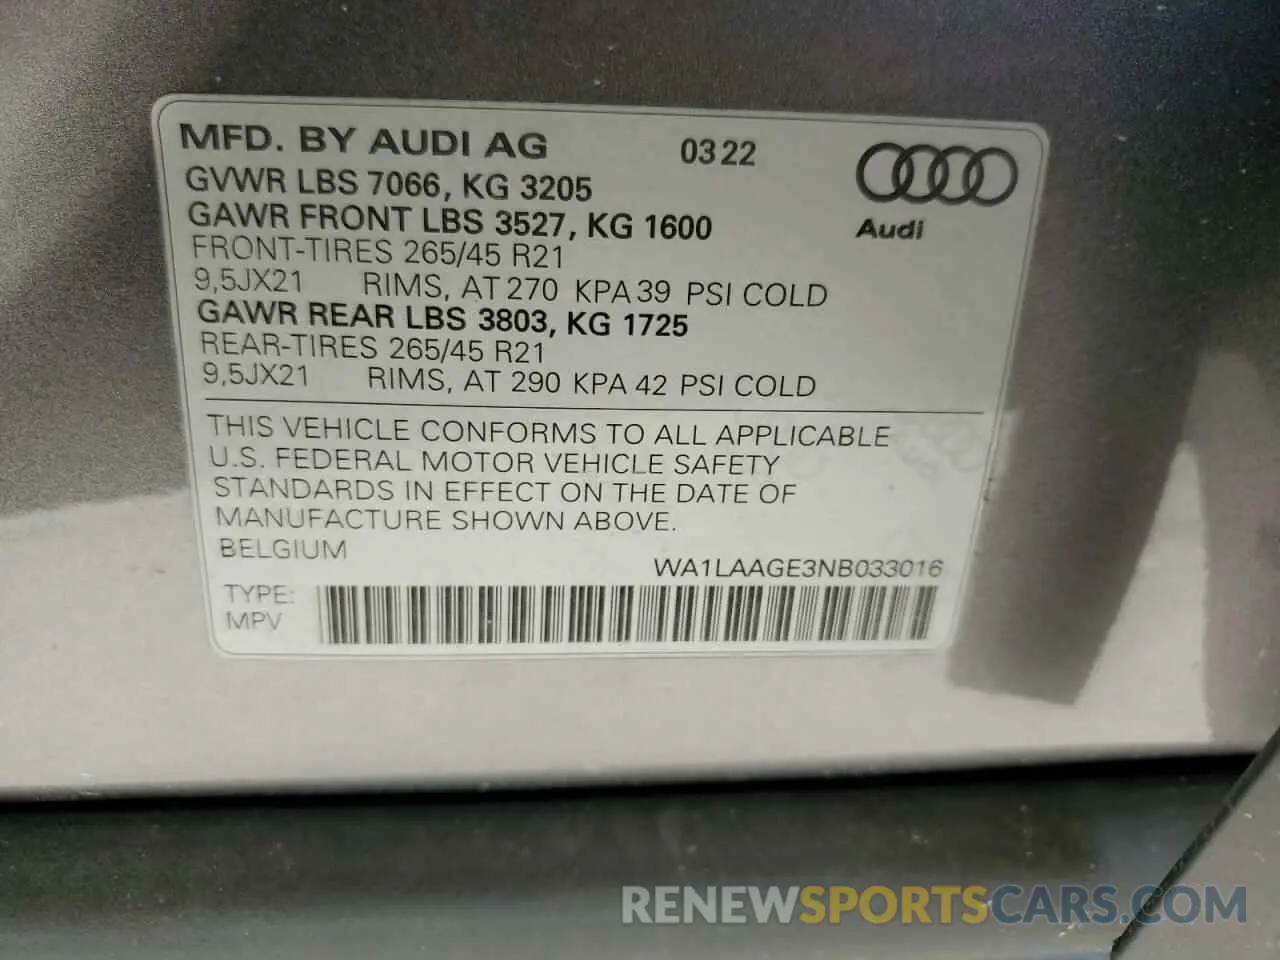 MFD. BY AUDI AG 0322
GVWR LBS 7066, KG 3205
GAWR FRONT LBS 3527, KG 1600
Audi
FRONT-TIRES 265/45 R21
9,5JX21 RIMS, AT 270 KPA 39 PSI COLD
GAWR REAR LBS 3803, KG 1725
REAR-TIRES 265/45 R21
9,5JX21 RIMS, AT 290 KPA 42 PSI COLD
THIS VEHICLE CONFORMS TO ALL APPLICABLE
U.S. FEDERAL MOTOR VEHICLE SAFETY
STANDARDS IN EFFECT ON THE DATE OF
MANUFACTURE SHOWN ABOVE.
BELGIUM
WA1LAAGE3NB033016
TYPE:
MPV
RENEWSPORTSCARS.COM